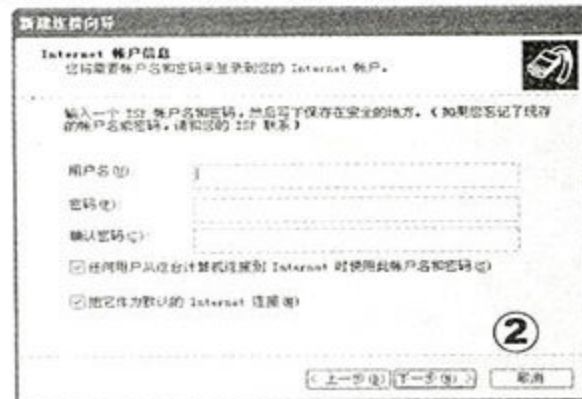 新建连接向导
Internet 帐户信息
您将需要帐户名和密码来登录到您的 Internet 帐户。
输入一个 ISP 帐户名和密码，然后写下保存在安全的地方。（如果您忘记了现存
的帐户名或密码，请和您的 ISP 联系）
用户名(U):
密码(P):
确认密码(C):
任何用户从这台计算机连接到 Internet 时使用此帐户名和密码(S)
把它作为默认的 Internet 连接(M)
②
< 上一步(B) 下一步(N) > 取消